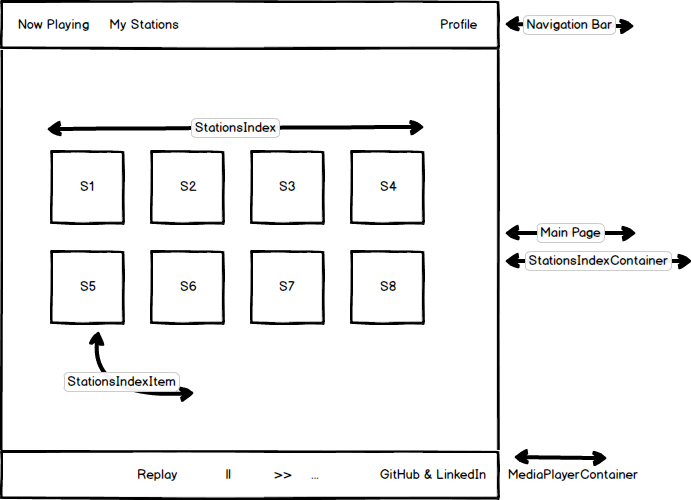 Now Playing My Stations Profile Navigation Bar
StationsIndex
S1 S2 S3 S4
Main Page
StationsIndexContainer
S5 S6 S7 S8
StationsIndexItem
Replay II >> ... GitHub & LinkedIn MediaPlayerContainer